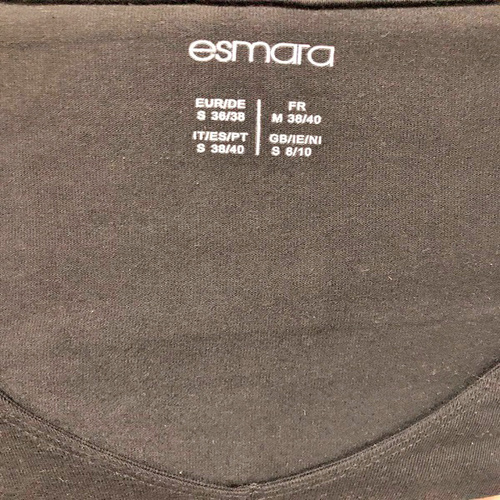 esmara
EUR/DE
S 36/38
FR
M 38/40
IT/ES/PT
S 38/40
GB/IE/NI
S 8/10